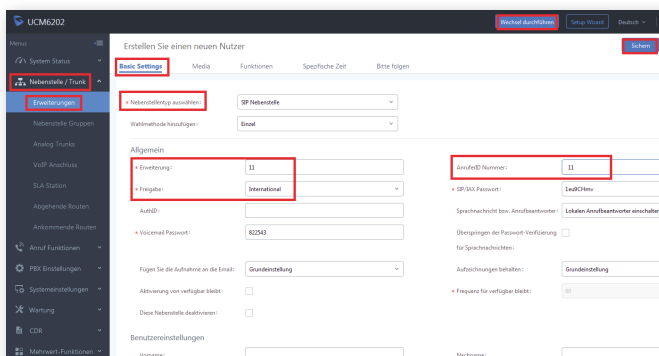 UCM6202
Wechsel durchführen
Setup Wizard
Deutsch
Menus
Erstellen Sie einen neuen Nutzer
Sichern
System Status
Basic Settings
Media
Funktionen
Spezifische Zeit
Bitte folgen
Nebenstelle / Trunk
Erweiterungen
* Nebenstellentyp auswählen:
SIP Nebenstelle
Nebenstelle Gruppen
Wahlmethode hinzufügen:
Einzel
Analog Trunks
Allgemein
VoIP Anschluss
* Erweiterung:
11
AnruferID Nummer:
11
SLA Station
* Freigabe:
International
* SIP/IAX Passwort:
1eu9CHmv
Abgehende Routen
AuthID:
Sprachnachricht bzw. Anrufbeantworter:
Lokalen Anrufbeantworter einschalten
Ankommende Routen
* Voicemail Passwort:
822543
Überspringen der Passwort-Verifizierung
für Sprachnachrichten:
Anruf Funktionen
PBX Einstellungen
Fügen Sie die Aufnahme an die Email:
Grundeinstellung
Aufzeichnungen behalten:
Grundeinstellung
Systemeinstellungen
Aktivierung von verfügbar bleibt:
* Frequenz für verfügbar bleibt:
60
Wartung
Diese Nebenstelle deaktivieren:
CDR
Benutzereinstellungen
Mehrwert-Funktionen
Vorname:
Nachname: